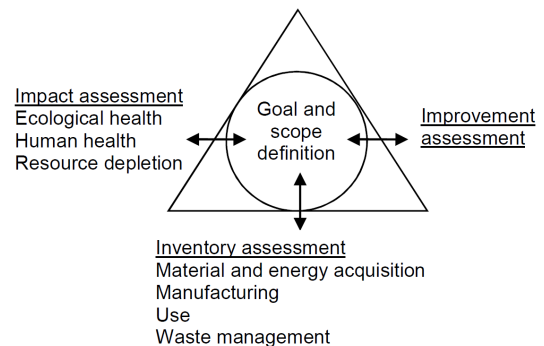 Impact assessment
Ecological health
Human health
Resource depletion
Goal and
scope
definition
Improvement
assessment
Inventory assessment
Material and energy acquisition
Manufacturing
Use
Waste management